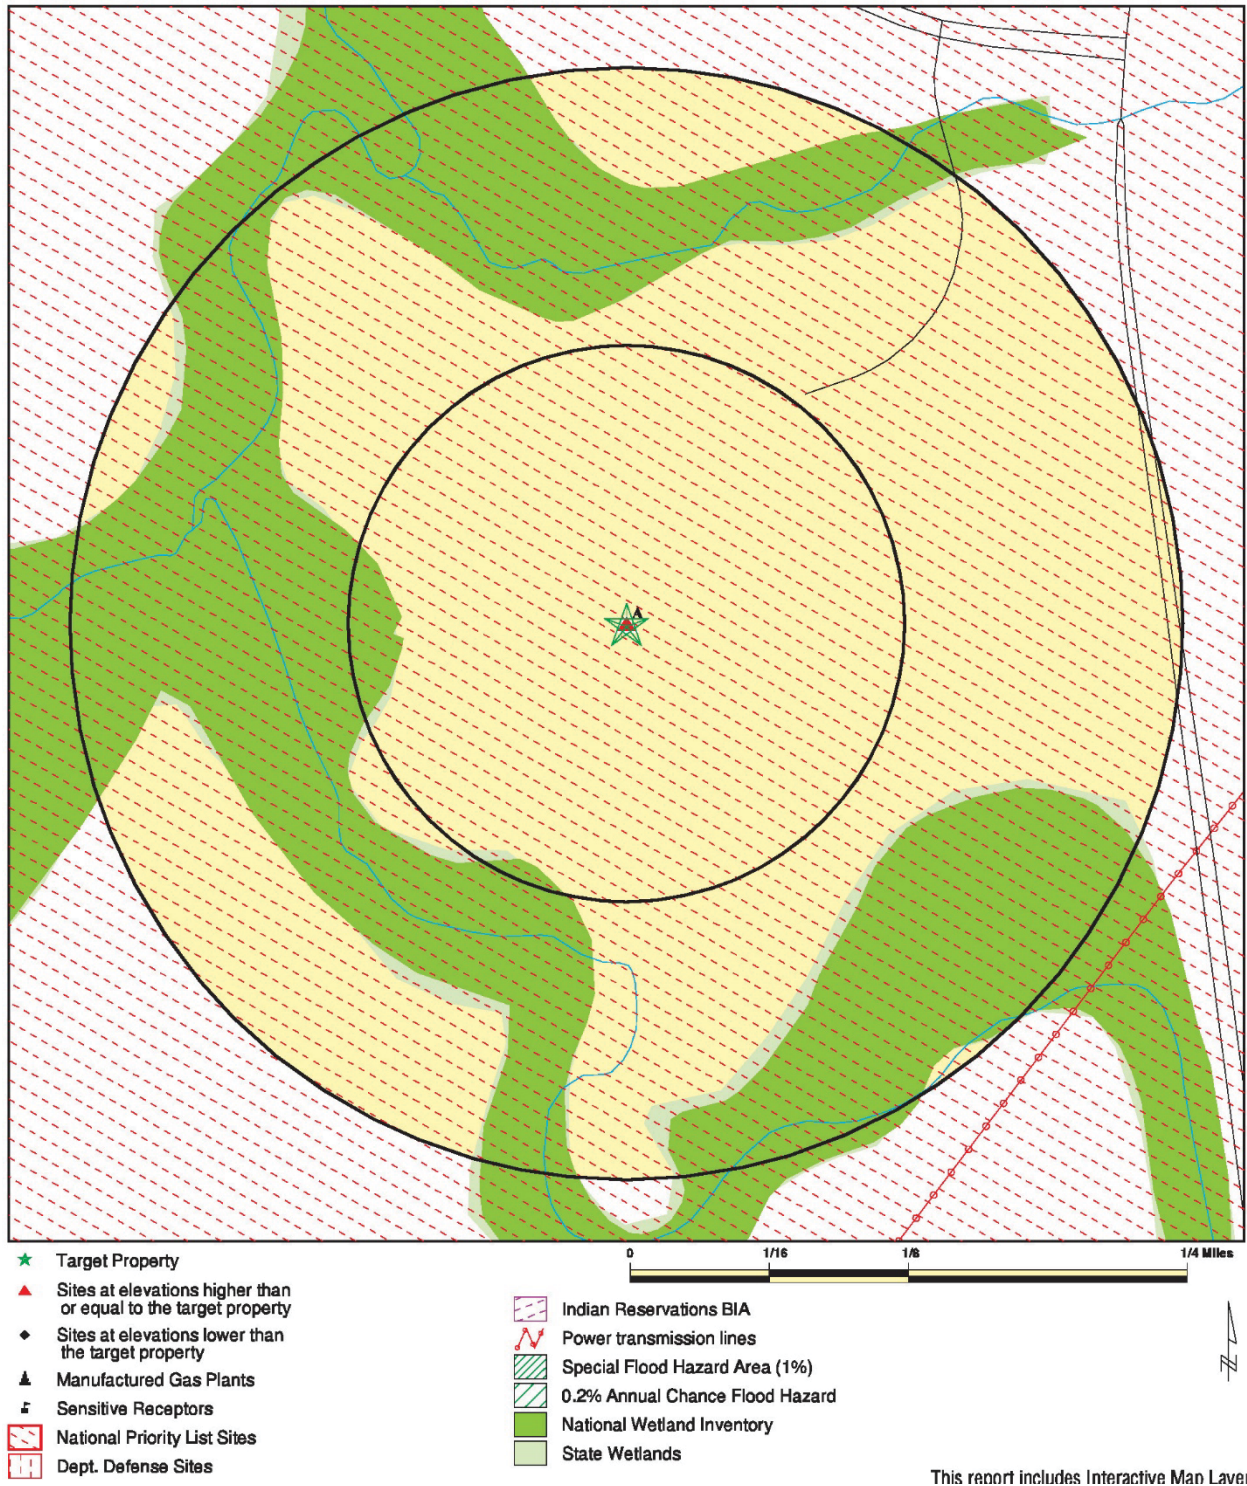 A
0 1/16 1/8 1/4 Miles
Target Property
Sites at elevations higher than
or equal to the target property
Sites at elevations lower than
the target property
Manufactured Gas Plants
Sensitive Receptors
National Priority List Sites
Dept. Defense Sites
Indian Reservations BIA
Power transmission lines
Special Flood Hazard Area (1%)
0.2% Annual Chance Flood Hazard
National Wetland Inventory
State Wetlands
N
This report includes Interactive Map Layer